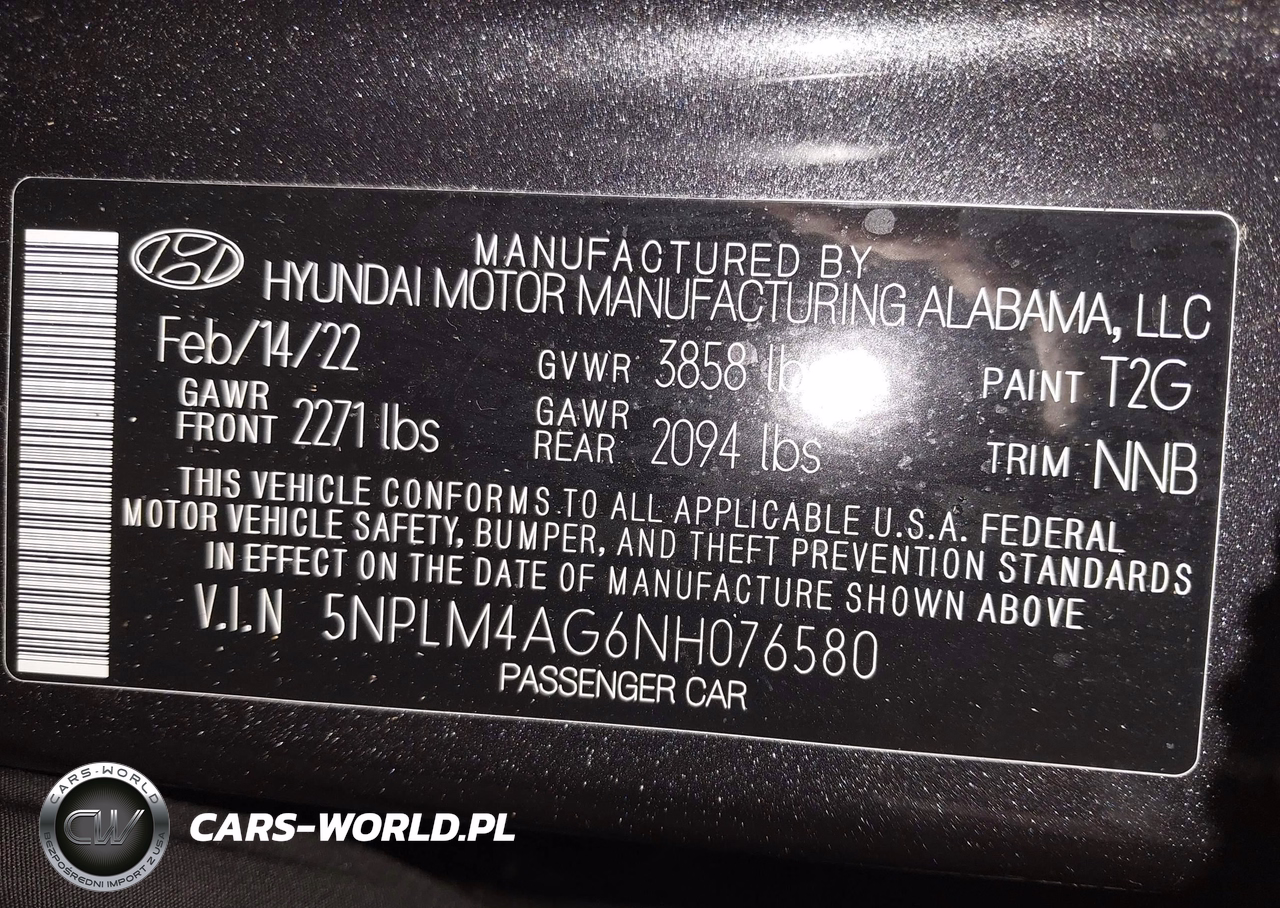 MANUFACTURED BY
HYUNDAI MOTOR MANUFACTURING ALABAMA, LLC
Feb/14/22 GVWR 3858 PAINT T2G
GAWR FRONT 2271 lbs GAWR REAR 2094 lbs TRIM NNB
THIS VEHICLE CONFORMS TO ALL APPLICABLE U.S.A. FEDERAL
MOTOR VEHICLE SAFETY, BUMPER, AND THEFT PREVENTION STANDARDS
IN EFFECT ON THE DATE OF MANUFACTURE SHOWN ABOVE
V.I.N 5NPLM4AG6NH076580
PASSENGER CAR
CARS-WORLD
CW
BEZPOŚREDNI IMPORT Z USA
CARS-WORLD.PL